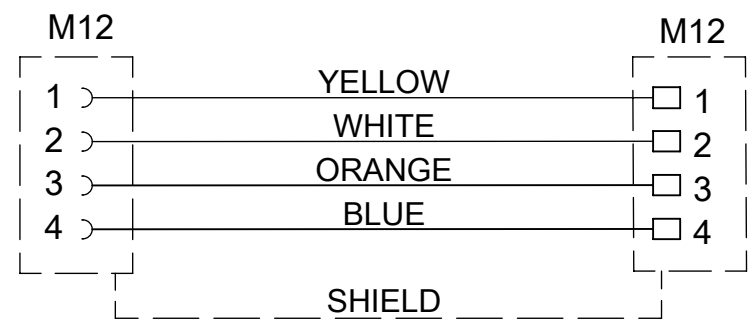 M12 M12
1 YELLOW 1
2 WHITE 2
3 ORANGE 3
4 BLUE 4
SHIELD